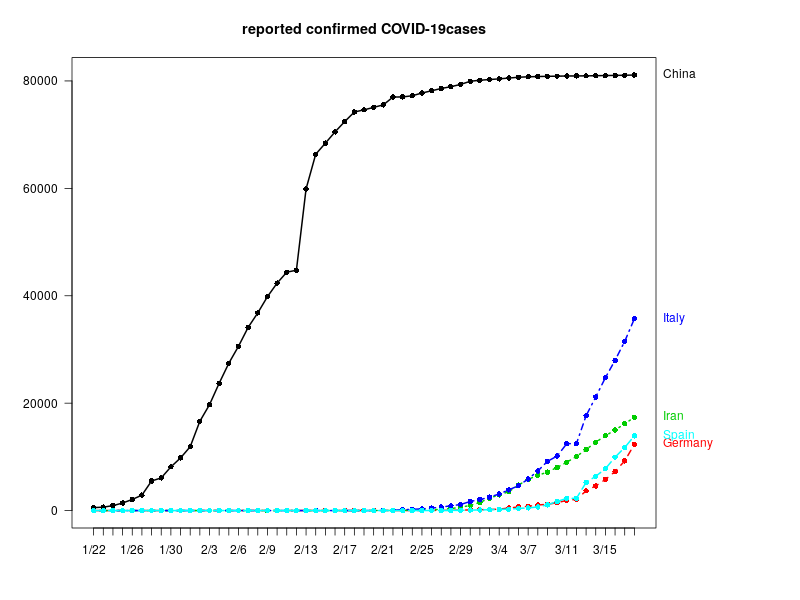 reported confirmed COVID-19cases
80000
60000
40000
20000
0
China
Italy
Iran
Spain
Germany
1/22 1/26 1/30 2/3 2/6 2/9 2/13 2/17 2/21 2/25 2/29 3/4 3/7 3/11 3/15